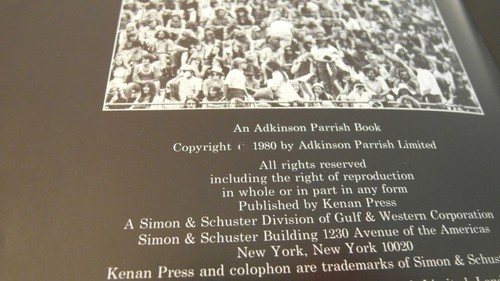 An Adkinson Parrish Book
Copyright © 1980 by Adkinson Parrish Limited
All rights reserved
including the right of reproduction
in whole or in part in any form
Published by Kenan Press
A Simon & Schuster Division of Gulf & Western Corporation
Simon & Schuster Building 1230 Avenue of the Americas
New York, New York 10020
Kenan Press and colophon are trademarks of Simon & Schust